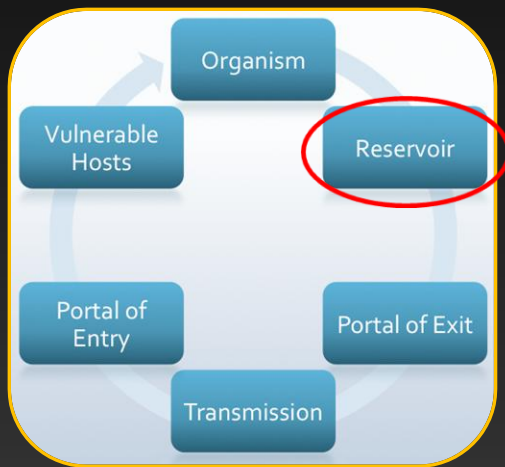 Organism
Reservoir
Portal of Exit
Transmission
Portal of
Entry
Vulnerable
Hosts